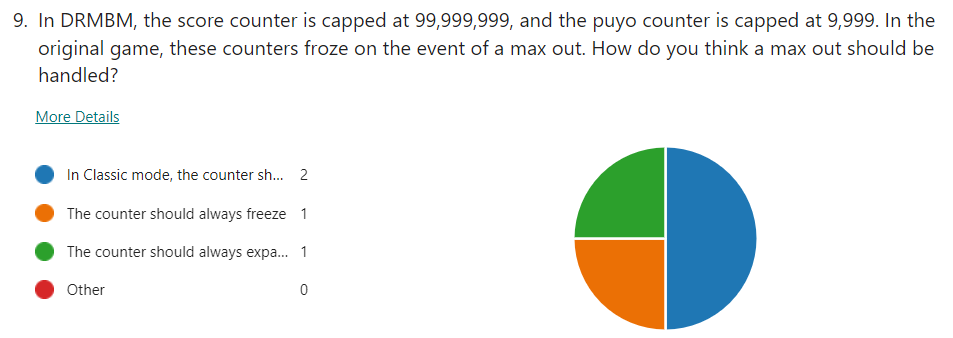 9. In DRMBM, the score counter is capped at 99,999,999, and the puyo counter is capped at 9,999. In the
original game, these counters froze on the event of a max out. How do you think a max out should be
handled?
More Details
In Classic mode, the counter sh... 2
The counter should always freeze 1
The counter should always expa... 1
Other 0